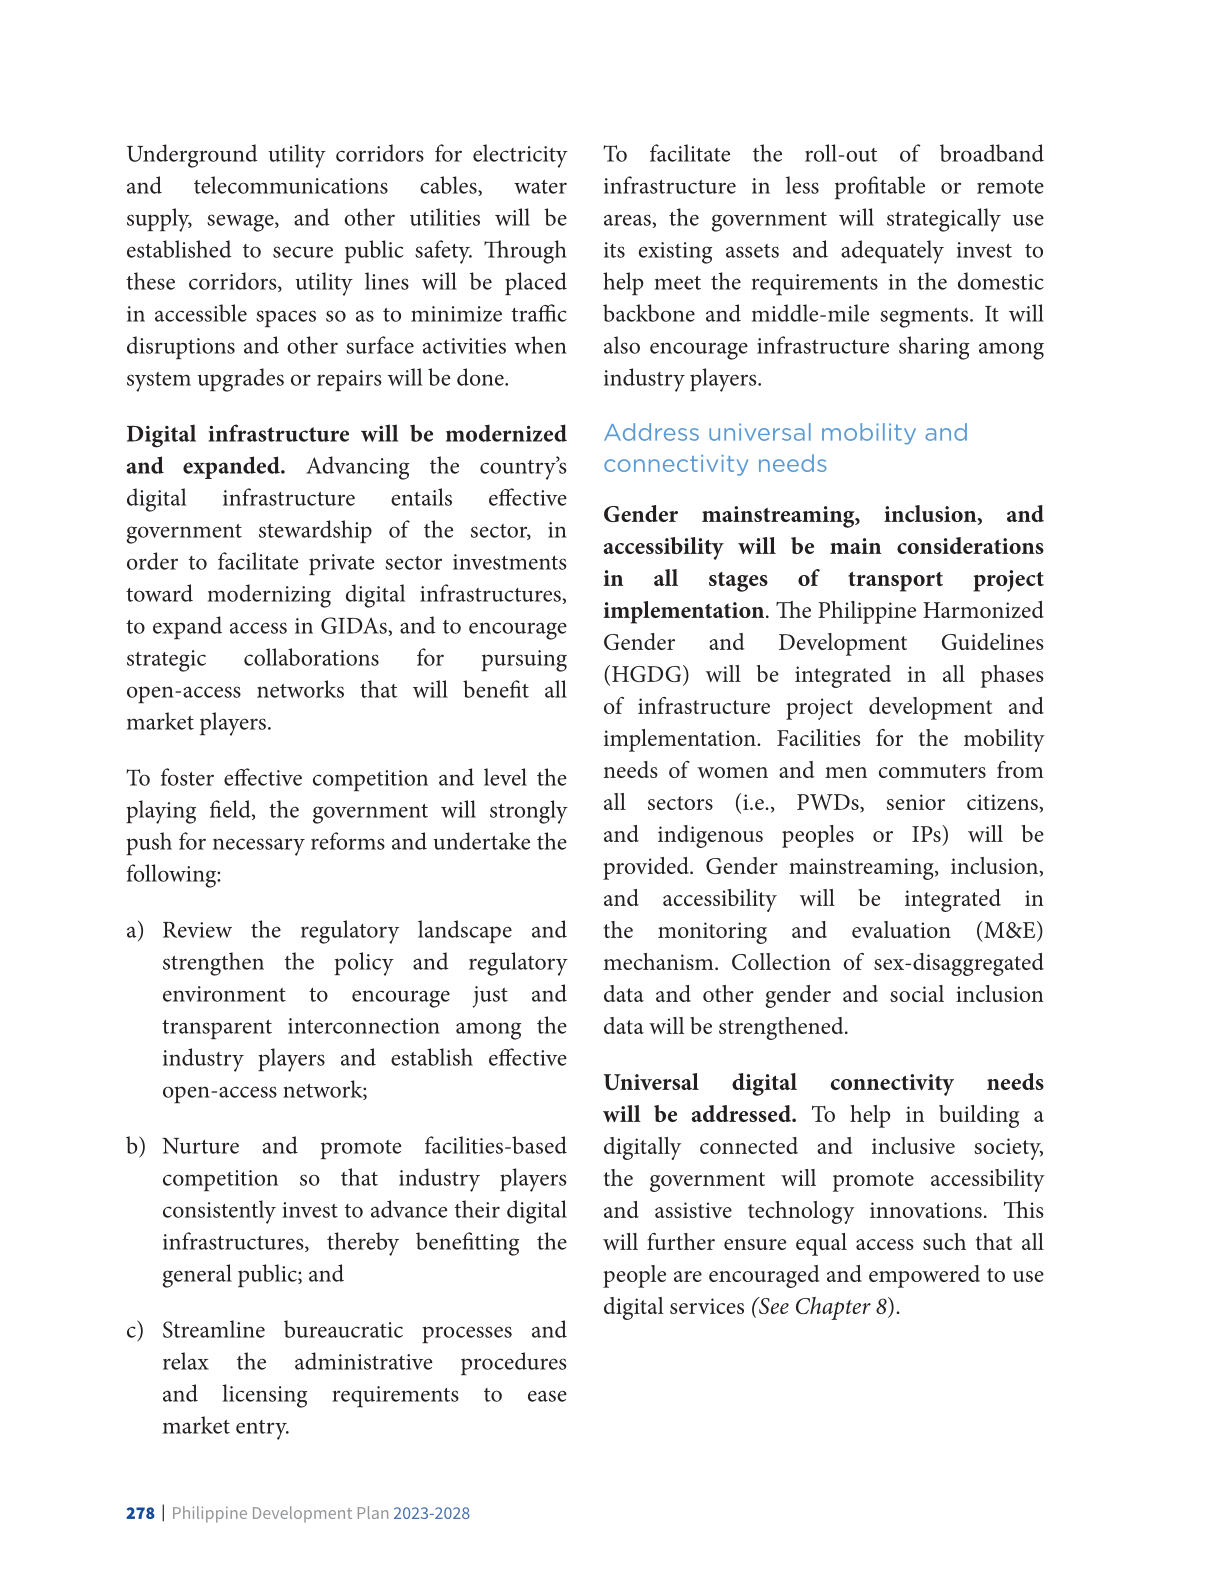 Underground utility corridors for electricity
and telecommunications cables, water
supply, sewage, and other utilities will be
established to secure public safety. Through
these corridors, utility lines will be placed
in accessible spaces so as to minimize traffic
disruptions and other surface activities when
system upgrades or repairs will be done.
Digital infrastructure will be modernized
and expanded. Advancing the country’s
digital infrastructure entails effective
government stewardship of the sector, in
order to facilitate private sector investments
toward modernizing digital infrastructures,
to expand access in GIDAs, and to encourage
strategic collaborations for pursuing
open-access networks that will benefit all
market players.
To foster effective competition and level the
playing field, the government will strongly
push for necessary reforms and undertake the
following:
a) Review the regulatory landscape and
strengthen the policy and regulatory
environment to encourage just and
transparent interconnection among the
industry players and establish effective
open-access network;
b) Nurture and promote facilities-based
competition so that industry players
consistently invest to advance their digital
infrastructures, thereby benefitting the
general public; and
c) Streamline bureaucratic processes and
relax the administrative procedures
and licensing requirements to ease
market entry.
To facilitate the roll-out of broadband
infrastructure in less profitable or remote
areas, the government will strategically use
its existing assets and adequately invest to
help meet the requirements in the domestic
backbone and middle-mile segments. It will
also encourage infrastructure sharing among
industry players.
Address universal mobility and
connectivity needs
Gender mainstreaming, inclusion, and
accessibility will be main considerations
in all stages of transport project
implementation. The Philippine Harmonized
Gender and Development Guidelines
(HGDG) will be integrated in all phases
of infrastructure project development and
implementation. Facilities for the mobility
needs of women and men commuters from
all sectors (i.e., PWDs, senior citizens,
and indigenous peoples or IPs) will be
provided. Gender mainstreaming, inclusion,
and accessibility will be integrated in
the monitoring and evaluation (M&E)
mechanism. Collection of sex-disaggregated
data and other gender and social inclusion
data will be strengthened.
Universal digital connectivity needs
will be addressed. To help in building a
digitally connected and inclusive society,
the government will promote accessibility
and assistive technology innovations. This
will further ensure equal access such that all
people are encouraged and empowered to use
digital services (See Chapter 8).
278 | Philippine Development Plan 2023-2028